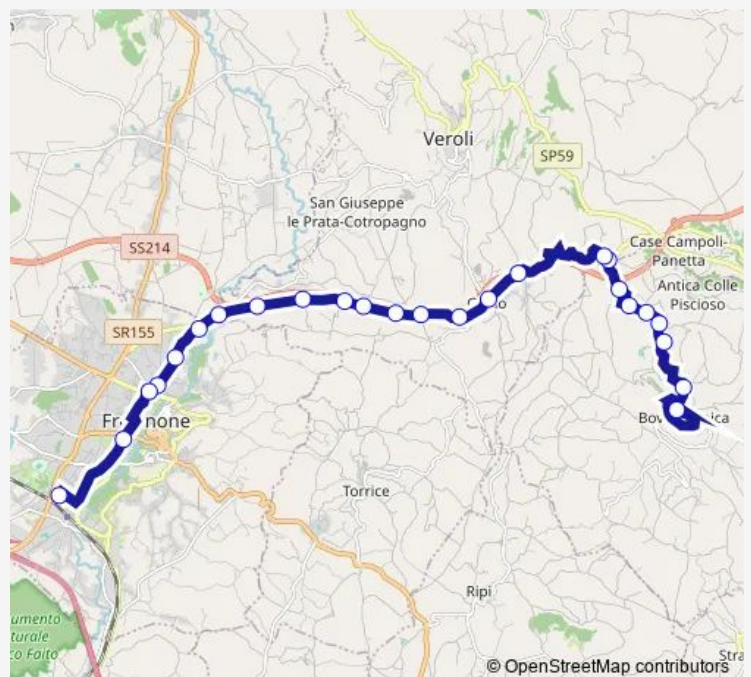 Veroli
SP59
San Giuseppe
le Prata-Cotropagno
SS214
Case Campoli-
Panetta
Antica Colle
Piscioso
SR155
Torrice
Ripi
© OpenStreetMap contributors